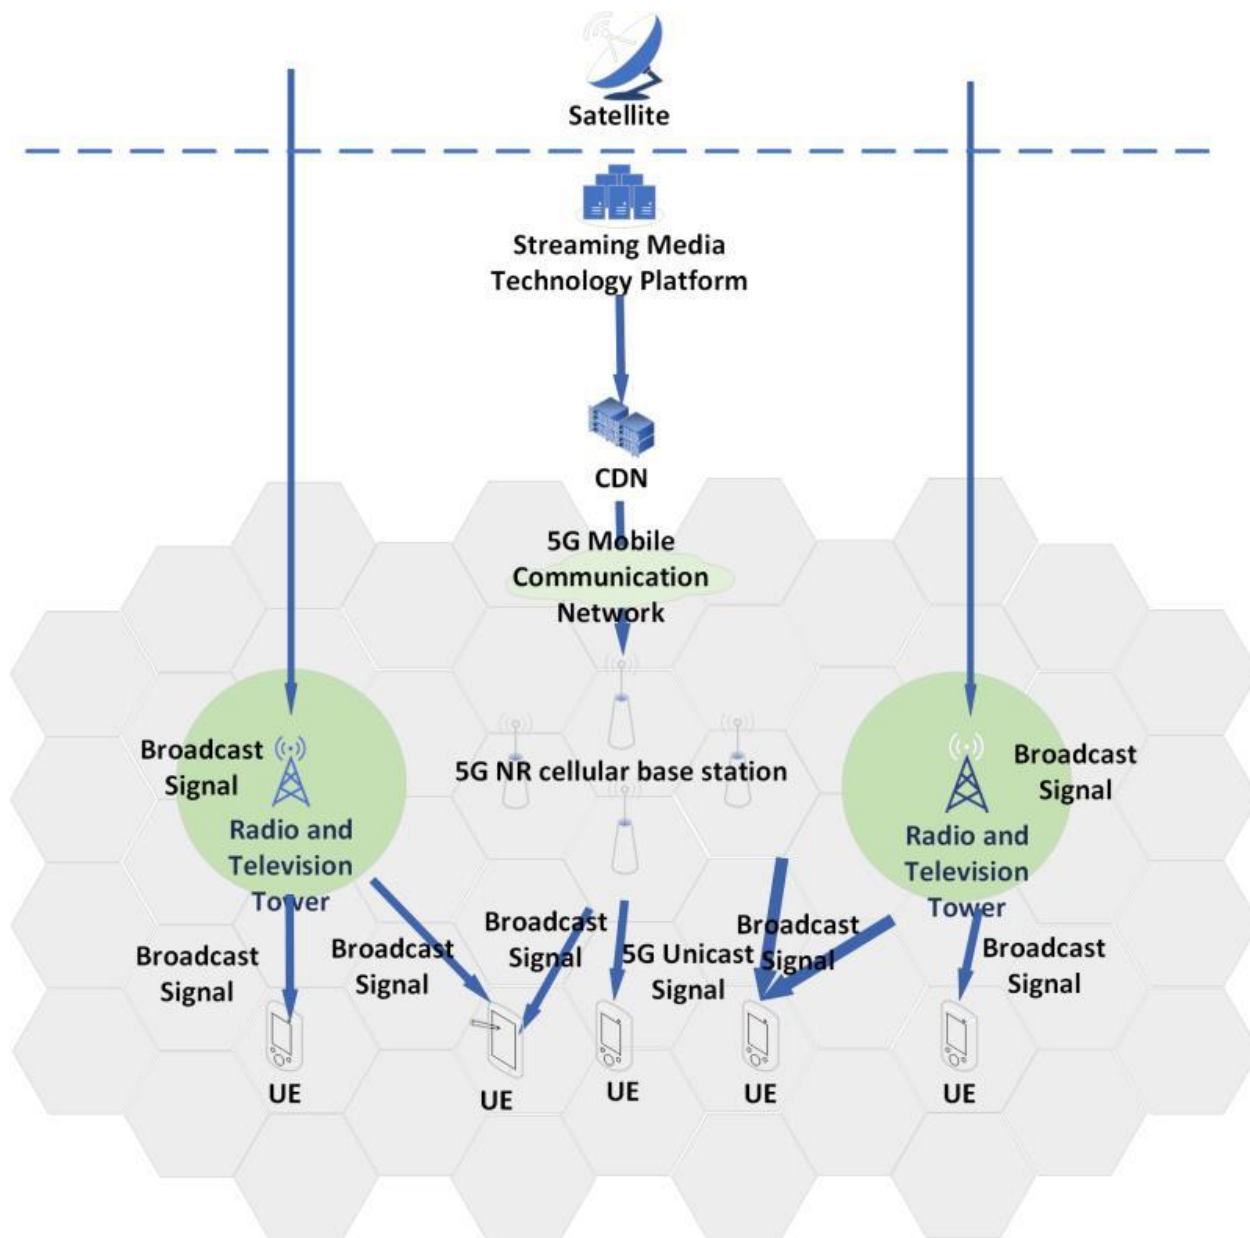 Satellite
Streaming Media
Technology Platform
CDN
5G Mobile
Communication
Network
Broadcast
Signal
5G NR cellular base station
Broadcast
Signal
Radio and
Television
Tower
Radio and
Television
Tower
Broadcast
Signal
Broadcast
Signal
Broadcast
Signal
5G Unicast
Signal
Broadcast
Signal
Broadcast
Signal
UE
UE
UE
UE
UE